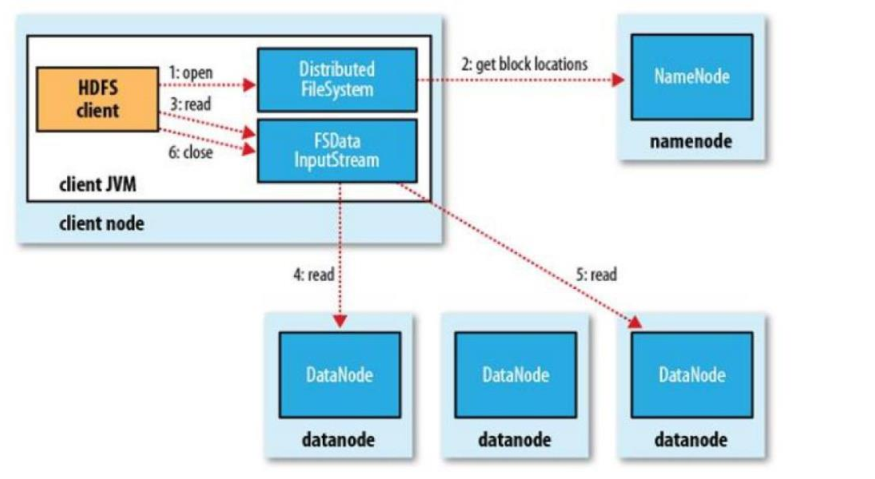 1: open
Distributed
FileSystem
2: get block locations
NameNode
HDFS
client
3: read
FSData
InputStream
6: close
namenode
client JVM
client node
4: read
5: read
DataNode
DataNode
DataNode
datanode
datanode
datanode